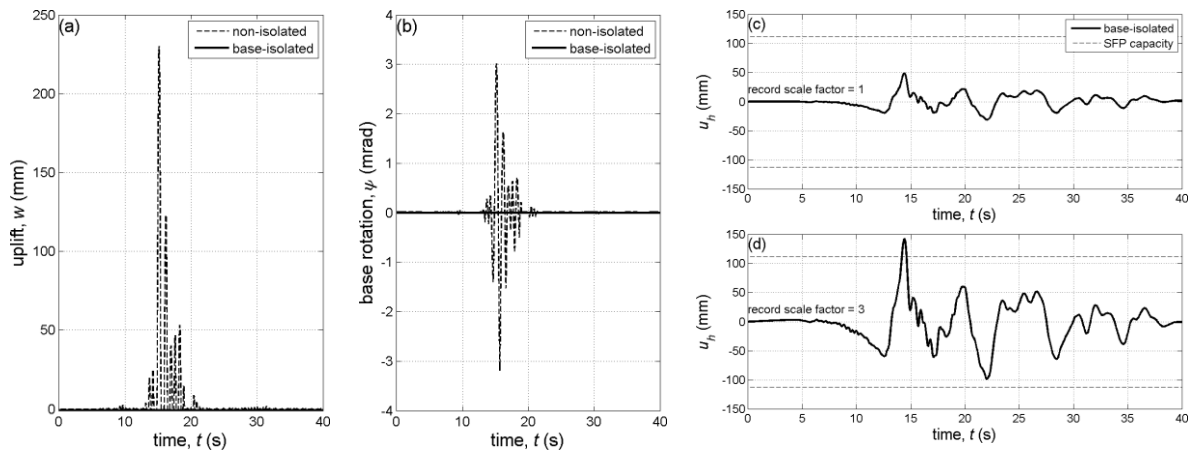 (a)
non-isolated
base-isolated
250
200
150
100
50
0
uplift, w (mm)
0 10 20 30 40
time, t (s)
(b)
non-isolated
base-isolated
4
3
2
1
0
-1
-2
-3
-4
base rotation, ψ (mrad)
0 10 20 30 40
time, t (s)
(c)
base-isolated
SFP capacity
150
100
50
0
-50
-100
-150
u_h (mm)
record scale factor = 1
0 5 10 15 20 25 30 35 40
time, t (s)
(d)
150
100
50
0
-50
-100
-150
u_h (mm)
record scale factor = 3
0 5 10 15 20 25 30 35 40
time, t (s)